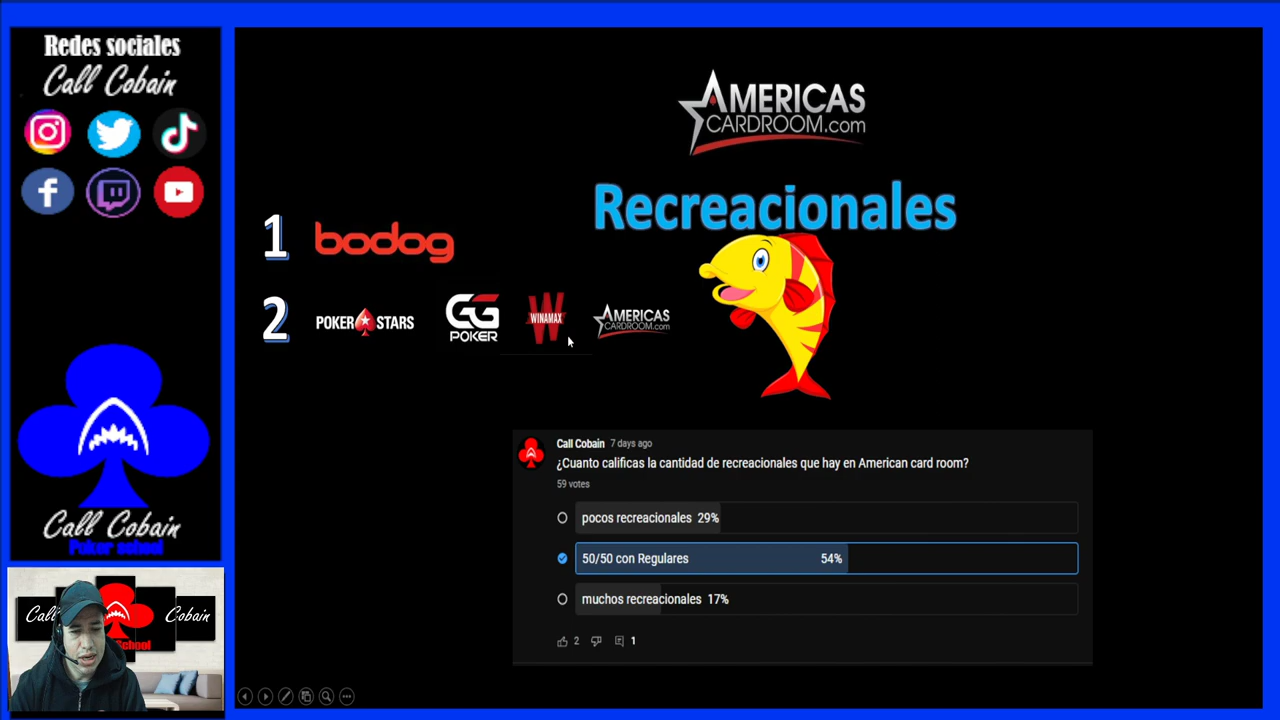 Redes sociales
Call Cobain
AMERICAS
CARDROOM.com
Recreacionales
1 bodog
2 POKERSTARS GG POKER WINAMAX AMERICAS CARDROOM.com
Call Cobain 7 days ago
¿Cuanto calificas la cantidad de recreacionales que hay en American card room?
59 votes
pocos recreacionales 29%
50/50 con Regulares 54%
muchos recreacionales 17%
2 1
Call Cobain
Poker school
Call Cobain
School